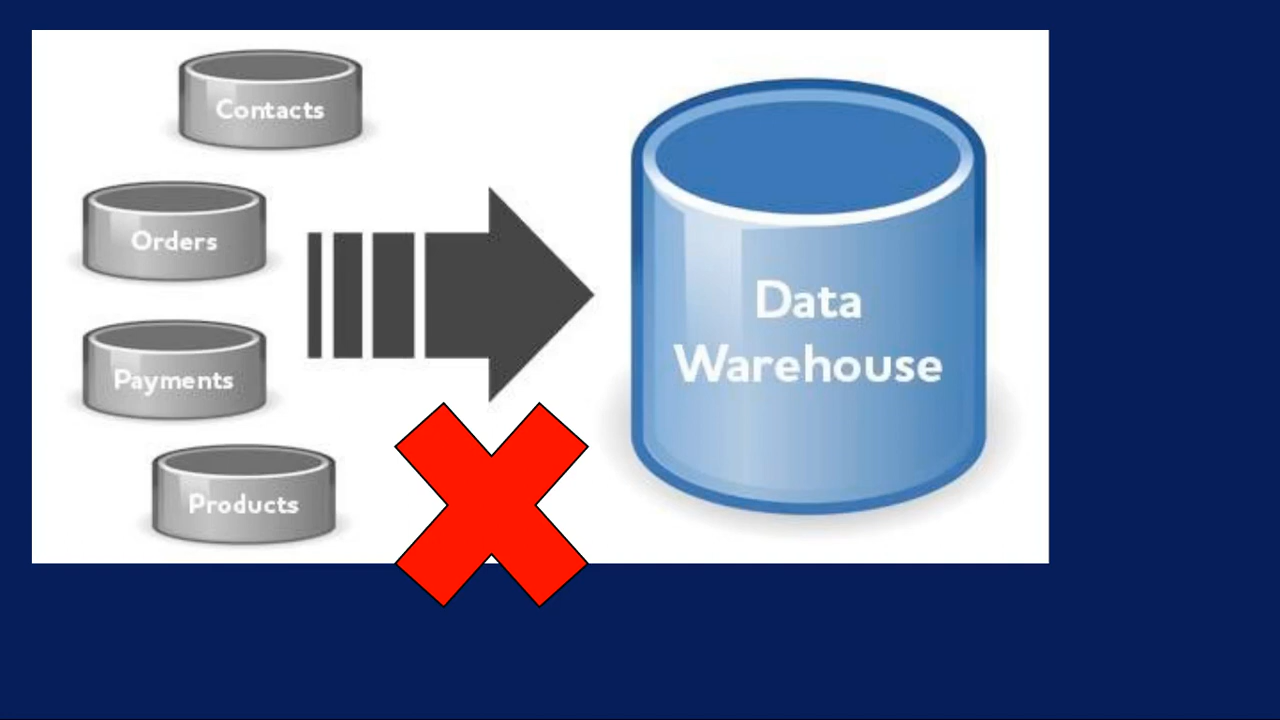 Contacts
Orders
Payments
Products
Data
Warehouse